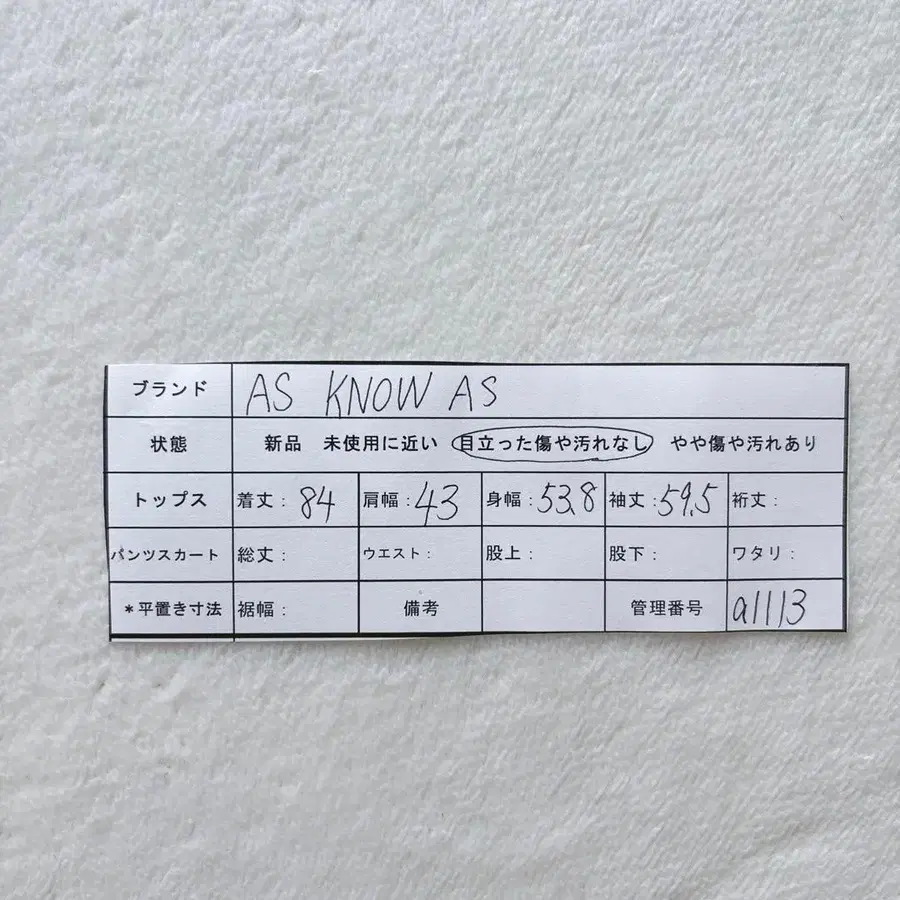 ブランド AS KNOW AS
状態 新品 未使用に近い 目立った傷や汚れなし やや傷や汚れあり
トップス 着丈: 84 肩幅: 43 身幅: 53.8 袖丈: 59.5 裄丈:
パンツスカート 総丈: ウエスト: 股上: 股下: ワタリ:
*平置き寸法 裾幅: 備考 管理番号 a1113